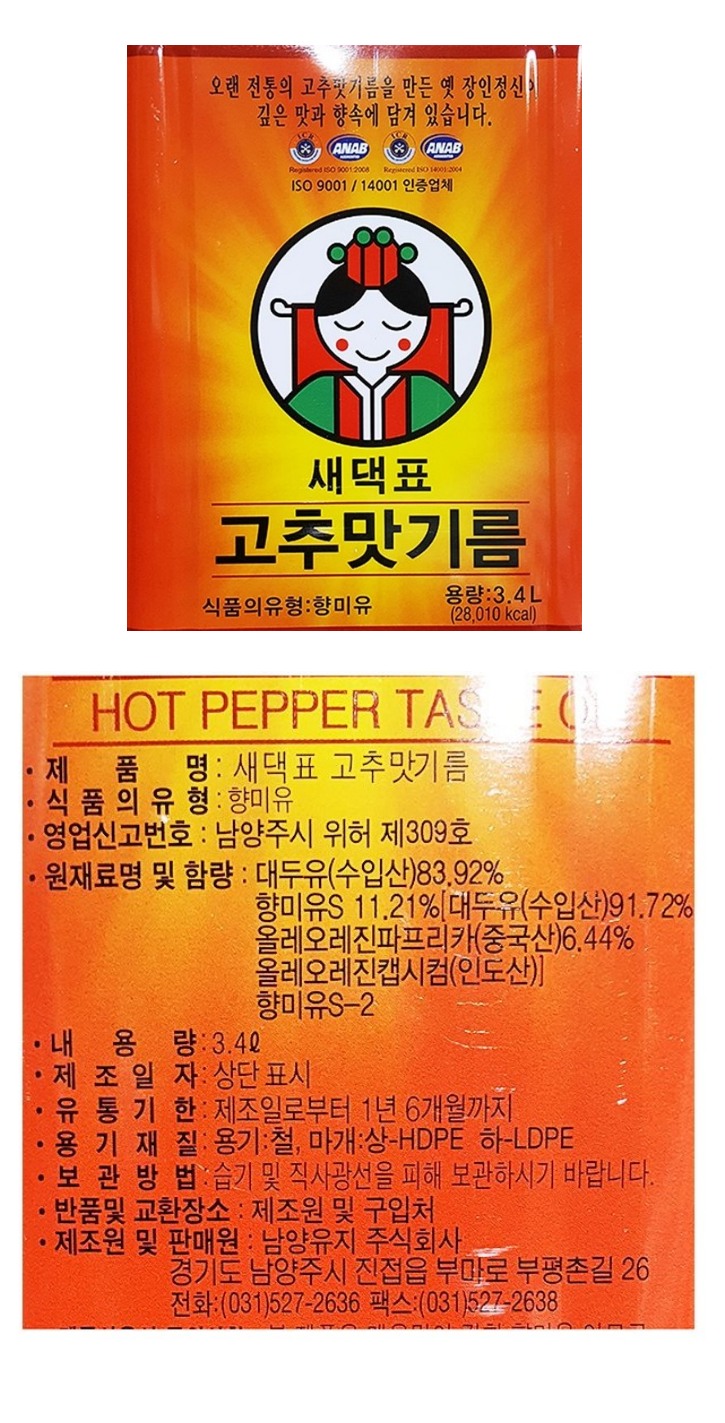 오랜 전통의 고추맛기름을 만든 옛 장인정신이
깊은 맛과 향속에 담겨 있습니다.
ICR ANAB ICR ANAB
Registered ISO 9001:2008 Registered ISO 14001:2004
ISO 9001 / 14001 인증업체
새댁표
고추맛기름
식품의유형:향미유
용량:3.4L
(28,010 kcal)
HOT PEPPER TASTE OIL
· 제 품 명 : 새댁표 고추맛기름
· 식 품 의 유 형 : 향미유
· 영업신고번호 : 남양주시 위허 제309호
· 원재료명 및 함량 : 대두유(수입산)83.92%
향미유S 11.21%[대두유(수입산)91.72%
올레오레진파프리카(중국산)6.44%
올레오레진캡시컴(인도산)]
향미유S-2
· 내 용 량 : 3.4ℓ
· 제 조 일 자 : 상단 표시
· 유 통 기 한 : 제조일로부터 1년 6개월까지
· 용 기 재 질 : 용기:철, 마개:상-HDPE 하-LDPE
· 보 관 방 법 : 습기 및 직사광선을 피해 보관하시기 바랍니다.
· 반품및 교환장소 : 제조원 및 구입처
· 제조원 및 판매원 : 남양유지 주식회사
경기도 남양주시 진접읍 부마로 부평촌길 26
전화:(031)527-2636 팩스:(031)527-2638